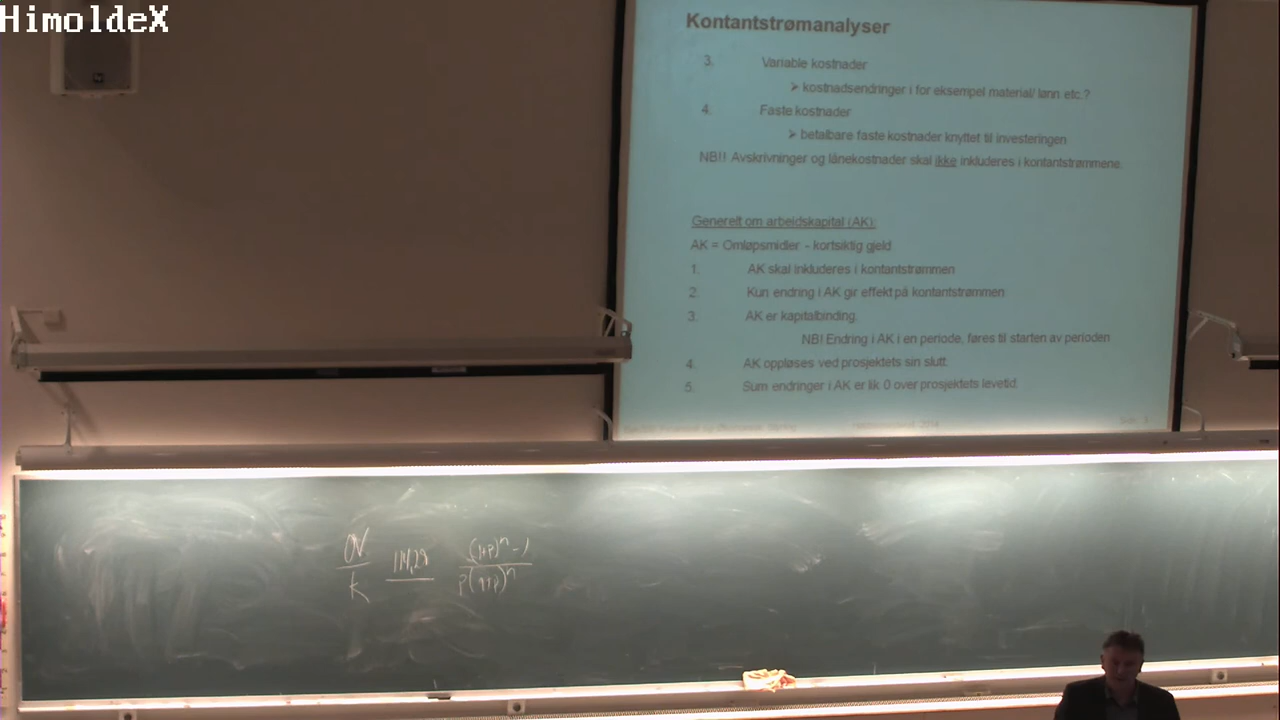 HimoldeX
Kontantstrømanalyser
3. Variable kostnader
➢ kostnadsendringer i for eksempel material/ lønn etc.?
4. Faste kostnader
➢ betalbare faste kostnader knyttet til investeringen
NB!! Avskrivninger og lånekostnader skal ikke inkluderes i kontantstrømmene.
Generelt om arbeidskapital (AK):
AK = Omløpsmidler - kortsiktig gjeld
1. AK skal inkluderes i kontantstrømmen
2. Kun endring i AK gir effekt på kontantstrømmen
3. AK er kapitalbinding.
NB! Endring i AK i en periode, føres til starten av perioden
4. AK oppløses ved prosjektets sin slutt.
5. Sum endringer i AK er lik 0 over prosjektets levetid.
2014
114,29 (1+p)^n - 1
k p(1+p)^n